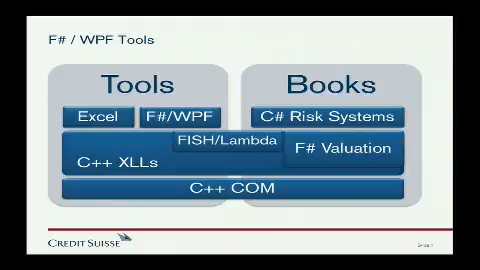 F# / WPF Tools
Tools
Books
Excel
F#/WPF
C# Risk Systems
FISH/Lambda
F# Valuation
C++ XLLs
C++ COM
CREDIT SUISSE